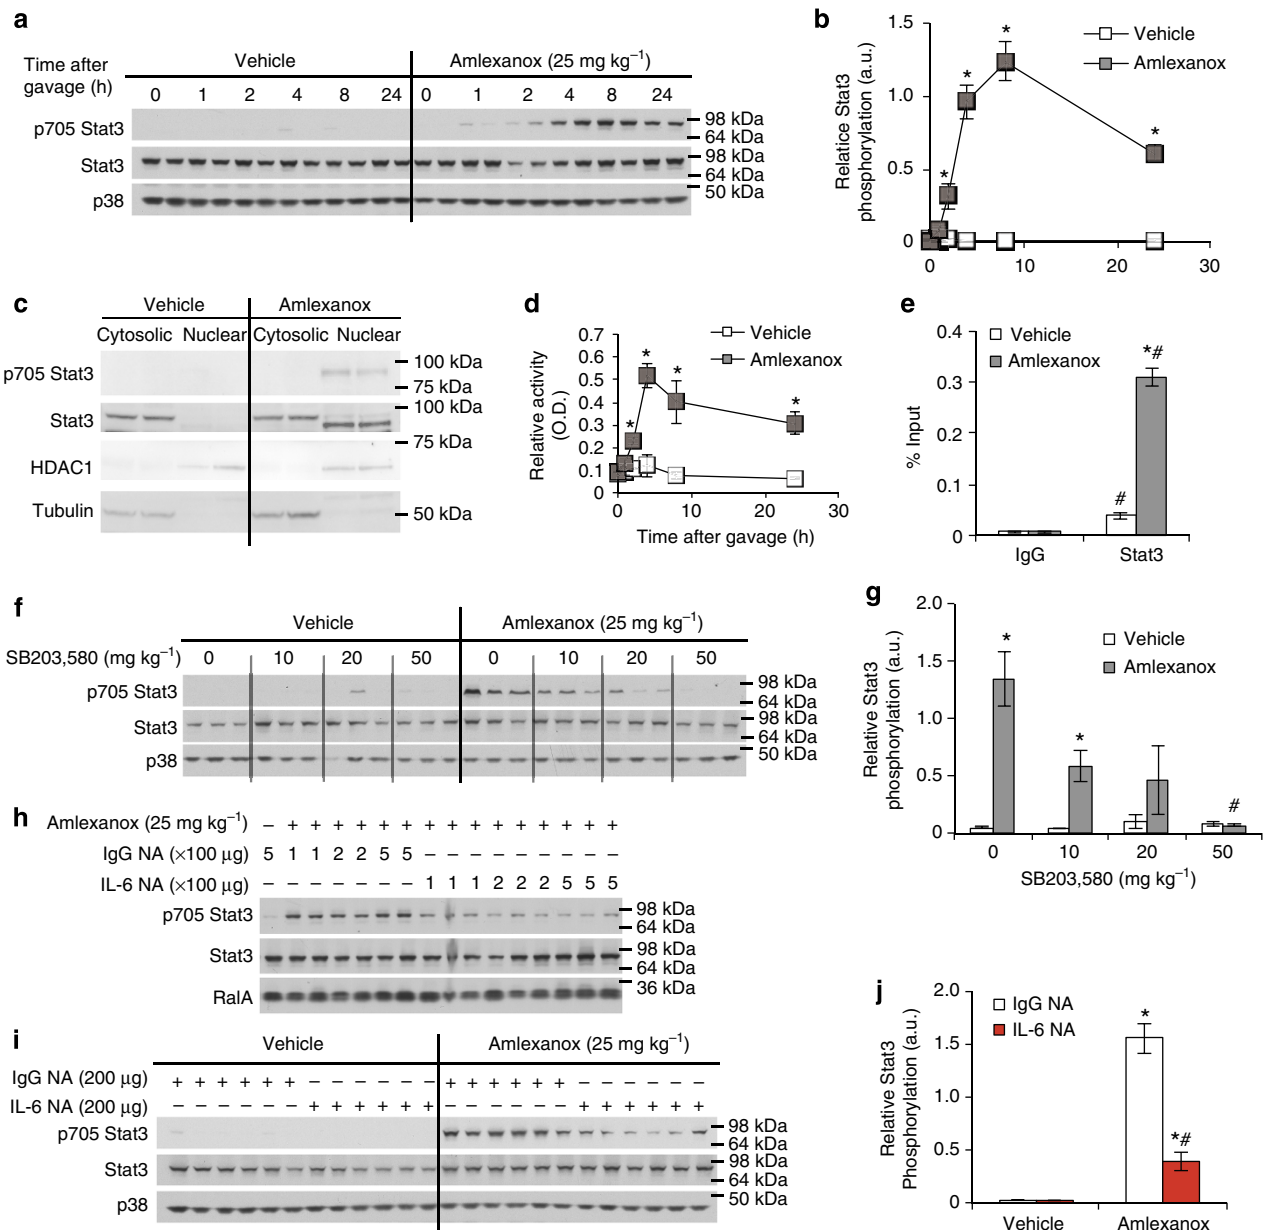 a
Time after gavage (h)
Vehicle
Amlexanox (25 mg kg⁻¹)
0 1 2 4 8 24 0 1 2 4 8 24
p705 Stat3
98 kDa
64 kDa
Stat3
98 kDa
64 kDa
p38
50 kDa
b
Relatice Stat3 phosphorylation (a.u.)
1.5
1.0
0.5
0
0 10 20 30
Vehicle
Amlexanox
* * * *
c
Vehicle Amlexanox
Cytosolic Nuclear Cytosolic Nuclear
p705 Stat3
100 kDa
75 kDa
Stat3
100 kDa
75 kDa
HDAC1
Tubulin
50 kDa
d
Relative activity (O.D.)
0.7
0.6
0.5
0.4
0.3
0.2
0.1
0
0 10 20 30
Time after gavage (h)
Vehicle
Amlexanox
* * * *
e
% Input
0.4
0.3
0.2
0.1
0
Vehicle
Amlexanox
*#
#
IgG Stat3
f
Vehicle
Amlexanox (25 mg kg⁻¹)
SB203,580 (mg kg⁻¹) 0 10 20 50 0 10 20 50
p705 Stat3
98 kDa
64 kDa
Stat3
98 kDa
64 kDa
p38
50 kDa
g
Relative Stat3 phosphorylation (a.u.)
2.0
1.5
1.0
0.5
0
Vehicle
Amlexanox
* * #
0 10 20 50
SB203,580 (mg kg⁻¹)
h
Amlexanox (25 mg kg⁻¹) – + + + + + + + + + + + + + + +
IgG NA (×100 µg) 5 1 1 2 2 5 5 – – – – – – – – –
IL-6 NA (×100 µg) – – – – – – – 1 1 1 2 2 2 5 5 5
p705 Stat3
98 kDa
64 kDa
Stat3
98 kDa
64 kDa
RalA
36 kDa
i
Vehicle
Amlexanox (25 mg kg⁻¹)
IgG NA (200 µg) + + + + + + – – – – – – + + + + + + – – – – – –
IL-6 NA (200 µg) – – – – – – + + + + + + – – – – – – + + + + + +
p705 Stat3
98 kDa
64 kDa
Stat3
98 kDa
64 kDa
p38
50 kDa
j
Relative Stat3 Phosphorylation (a.u.)
2.0
1.5
1.0
0.5
0
IgG NA
IL-6 NA
*
*#
Vehicle Amlexanox